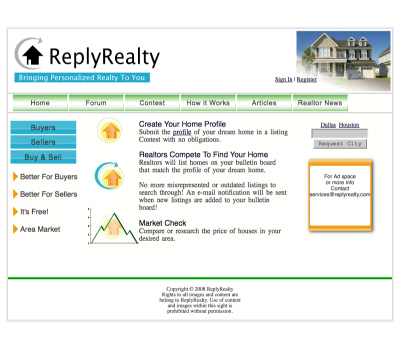 ReplyRealty
Bringing Personalized Realty To You
Sign In | Register
Home Forum Contest How it Works Articles Realtor News
Buyers
Sellers
Buy & Sell
Better For Buyers
Better For Sellers
It's Free!
Area Market
Create Your Home Profile
Submit the profile of your dream home in a listing
Contest with no obligations.
Realtors Compete To Find Your Home
Realtors will list homes on your bulletin board
that match the profile of your dream home.
No more misrepresented or outdated listings to
search through! An e-mail notification will be sent
when new listings are added to your bulletin
board!
Market Check
Compare or research the price of houses in your
desired area.
Dallas Houston
Request City
For Ad space
or more info
Contact
services@replyrealty.com
Copyright © 2008 ReplyRealty
Rights to all images and content are
belong to ReplyRealty. Use of content
and images within this sight is
prohibited without permission.